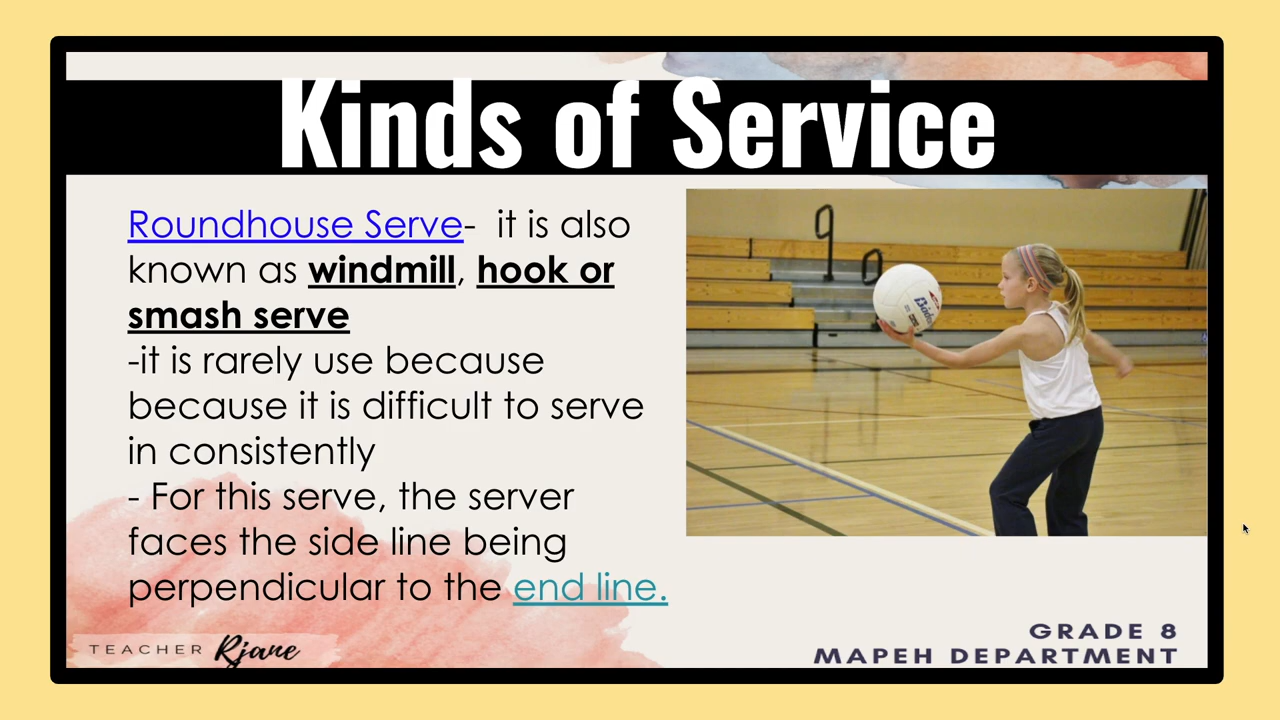 Kinds of Service
Roundhouse Serve- it is also
known as windmill, hook or
smash serve
-it is rarely use because
because it is difficult to serve
in consistently
- For this serve, the server
faces the side line being
perpendicular to the end line.
TEACHER Rjane
GRADE 8
MAPEH DEPARTMENT